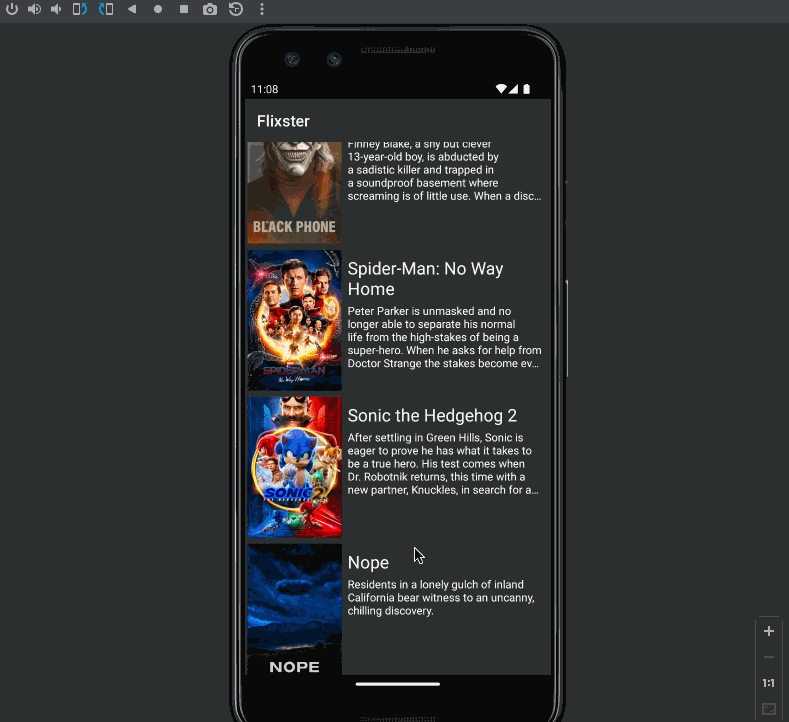 11:08
Flixster
Finney Blake, a shy but clever
13-year-old boy, is abducted by
a sadistic killer and trapped in
a soundproof basement where
screaming is of little use. When a disc…
BLACK PHONE
Spider-Man: No Way
Home
Peter Parker is unmasked and no
longer able to separate his normal
life from the high-stakes of being a
super-hero. When he asks for help from
Doctor Strange the stakes become ev…
SPIDER-MAN
No Way Home
Sonic the Hedgehog 2
After settling in Green Hills, Sonic is
eager to prove he has what it takes to
be a true hero. His test comes when
Dr. Robotnik returns, this time with a
new partner, Knuckles, in search for a…
SONIC 2
Nope
Residents in a lonely gulch of inland
California bear witness to an uncanny,
chilling discovery.
NOPE
1:1